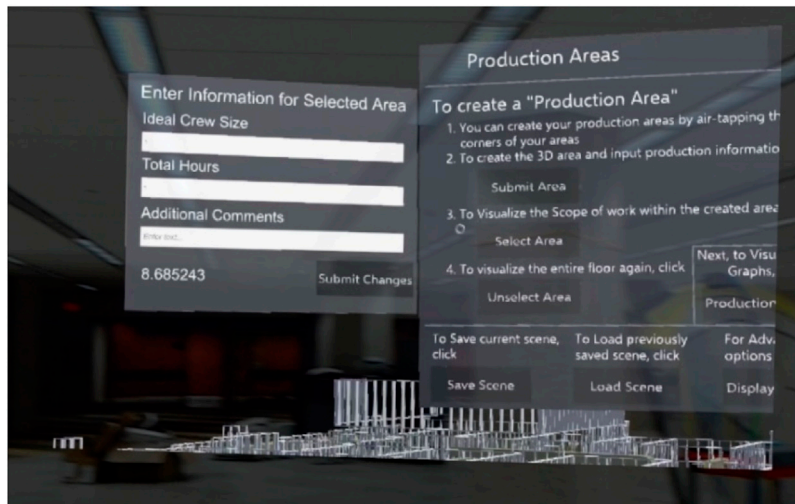 Enter Information for Selected Area
Ideal Crew Size
Total Hours
Additional Comments
Enter text...
8.685243
Submit Changes
Production Areas
To create a "Production Area"
1. You can create your production areas by air-tapping th
corners of your areas
2. To create the 3D area and input production informatio
Submit Area
3. To Visualize the Scope of work within the created area
Select Area
4. To visualize the entire floor again, click
Unselect Area
Next, to Visu
Graphs,
Production
To Save current scene,
click
Save Scene
To Load previously
saved scene, click
Load Scene
For Adv
options
Display